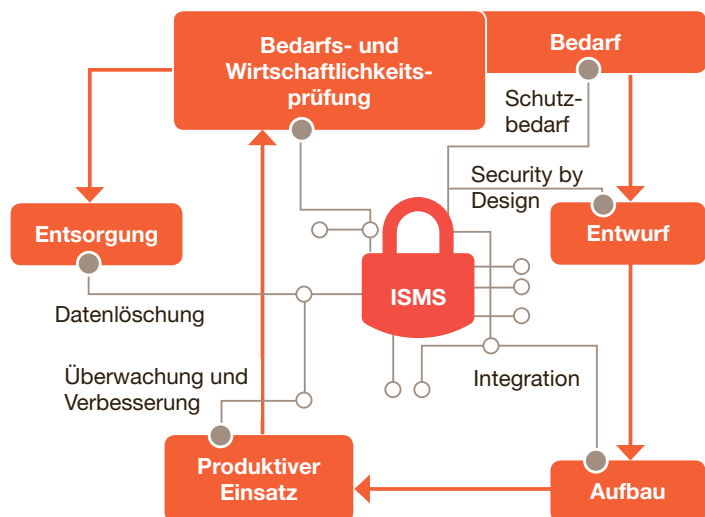 Bedarfs- und
Wirtschaftlichkeits-
prüfung
Bedarf
Schutz-
bedarf
Security by
Design
Entsorgung
Entwurf
ISMS
Datenlöschung
Überwachung und
Verbesserung
Integration
Produktiver
Einsatz
Aufbau